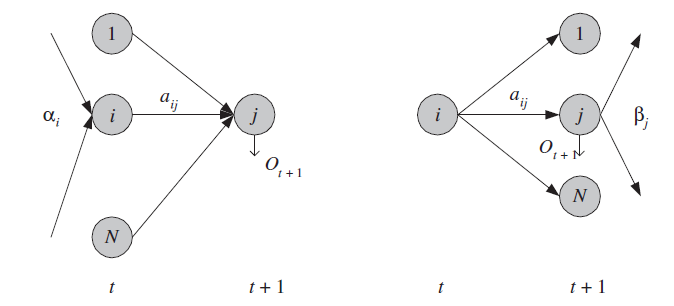 1
α_i
i
a_ij
j
O_t + 1
N
t
t + 1
1
i
a_ij
j
β_j
O_t + 1
N
t
t + 1